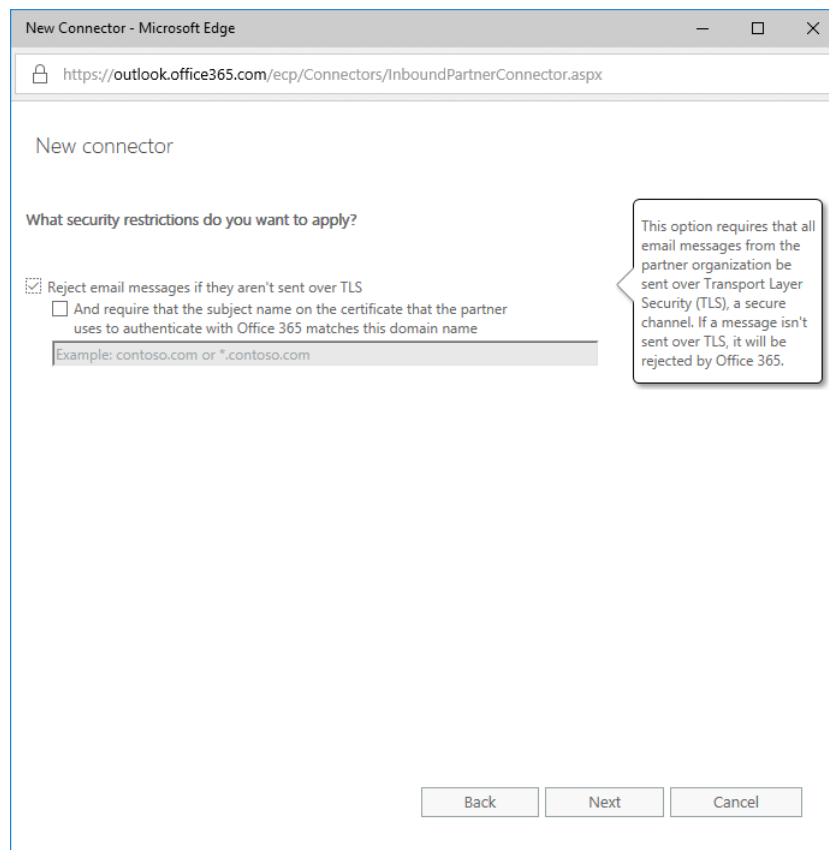 New Connector - Microsoft Edge
https://outlook.office365.com/ecp/Connectors/InboundPartnerConnector.aspx
New connector
What security restrictions do you want to apply?
Reject email messages if they aren't sent over TLS
And require that the subject name on the certificate that the partner
uses to authenticate with Office 365 matches this domain name
Example: contoso.com or *.contoso.com
This option requires that all
email messages from the
partner organization be
sent over Transport Layer
Security (TLS), a secure
channel. If a message isn't
sent over TLS, it will be
rejected by Office 365.
Back
Next
Cancel